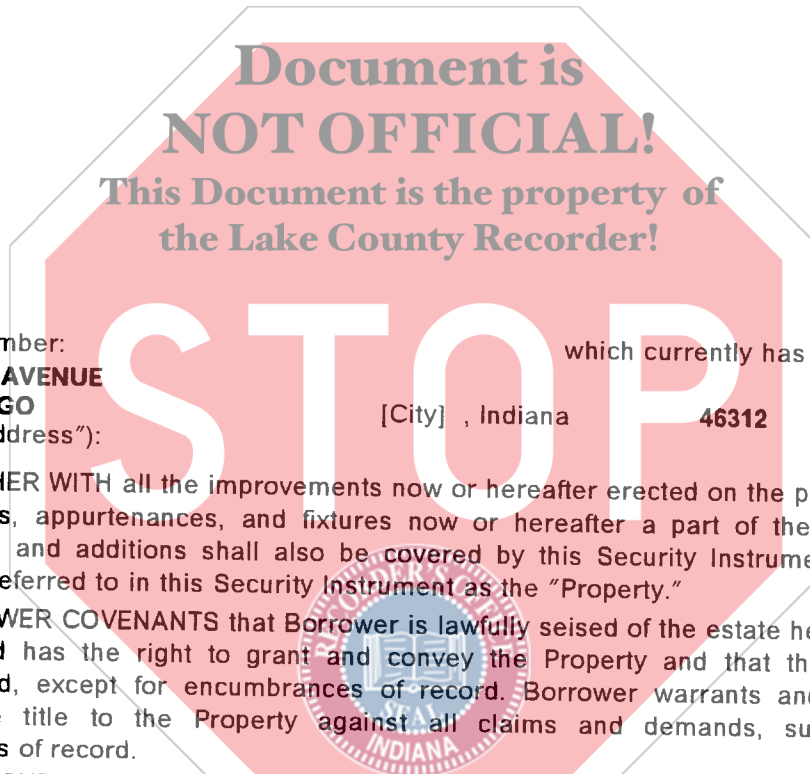 Document is
NOT OFFICIAL!
This Document is the property of
the Lake County Recorder!
STOP
mber:
which currently has
AVENUE
GO
[City] , Indiana 46312
ddress"):
ER WITH all the improvements now or hereafter erected on the p
s, appurtenances, and fixtures now or hereafter a part of the
and additions shall also be covered by this Security Instrume
eferred to in this Security Instrument as the "Property."
WER COVENANTS that Borrower is lawfully seised of the estate he
d has the right to grant and convey the Property and that th
d, except for encumbrances of record. Borrower warrants and
title to the Property against all claims and demands, su
s of record.
RECORDER'S
SEAL
INDIANA